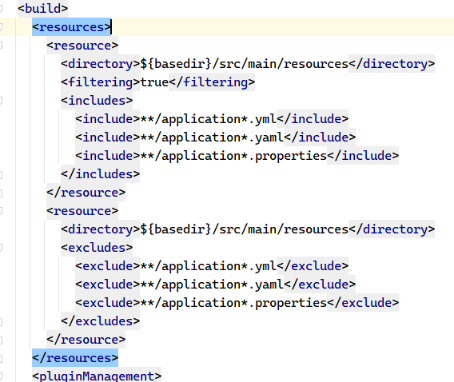 <build>
<resources>
<resource>
<directory>${basedir}/src/main/resources</directory>
<filtering>true</filtering>
<includes>
<include>**/application*.yml</include>
<include>**/application*.yaml</include>
<include>**/application*.properties</include>
</includes>
</resource>
<resource>
<directory>${basedir}/src/main/resources</directory>
<excludes>
<exclude>**/application*.yml</exclude>
<exclude>**/application*.yaml</exclude>
<exclude>**/application*.properties</exclude>
</excludes>
</resource>
</resources>
<pluginManagement>